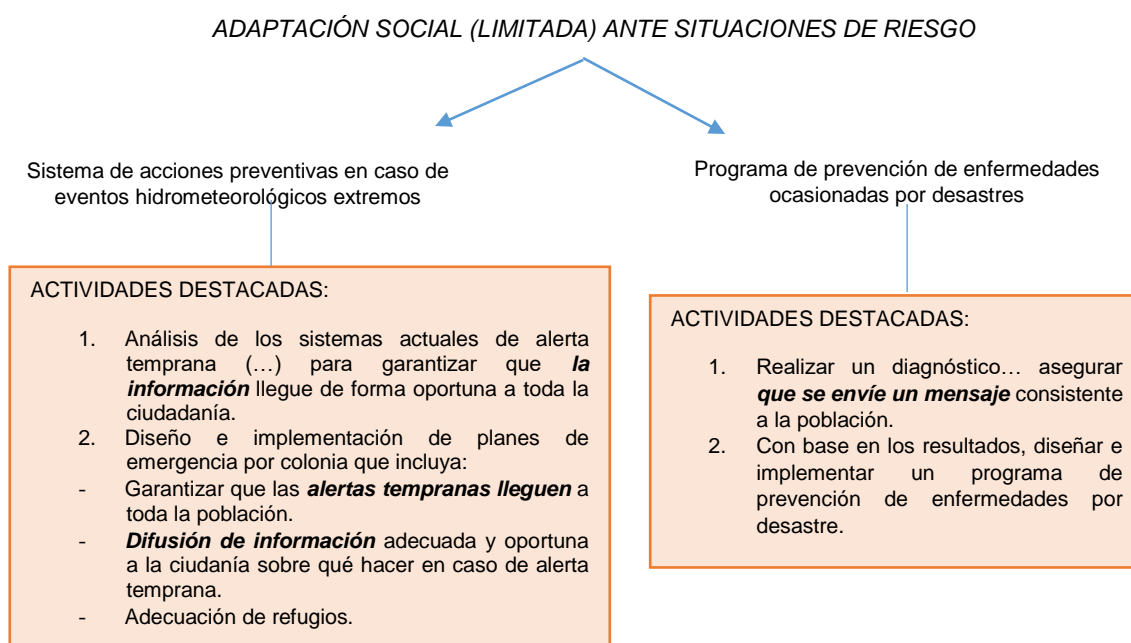 ADAPTACIÓN SOCIAL (LIMITADA) ANTE SITUACIONES DE RIESGO
Sistema de acciones preventivas en caso de
eventos hidrometeorológicos extremos
Programa de prevención de enfermedades
ocasionadas por desastres
ACTIVIDADES DESTACADAS:
1. Análisis de los sistemas actuales de alerta
temprana (…) para garantizar que la
información llegue de forma oportuna a toda la
ciudadanía.
2. Diseño e implementación de planes de
emergencia por colonia que incluya:
- Garantizar que las alertas tempranas lleguen a
toda la población.
- Difusión de información adecuada y oportuna
a la ciudanía sobre qué hacer en caso de alerta
temprana.
- Adecuación de refugios.
ACTIVIDADES DESTACADAS:
1. Realizar un diagnóstico… asegurar
que se envíe un mensaje consistente
a la población.
2. Con base en los resultados, diseñar e
implementar un programa de
prevención de enfermedades por
desastre.